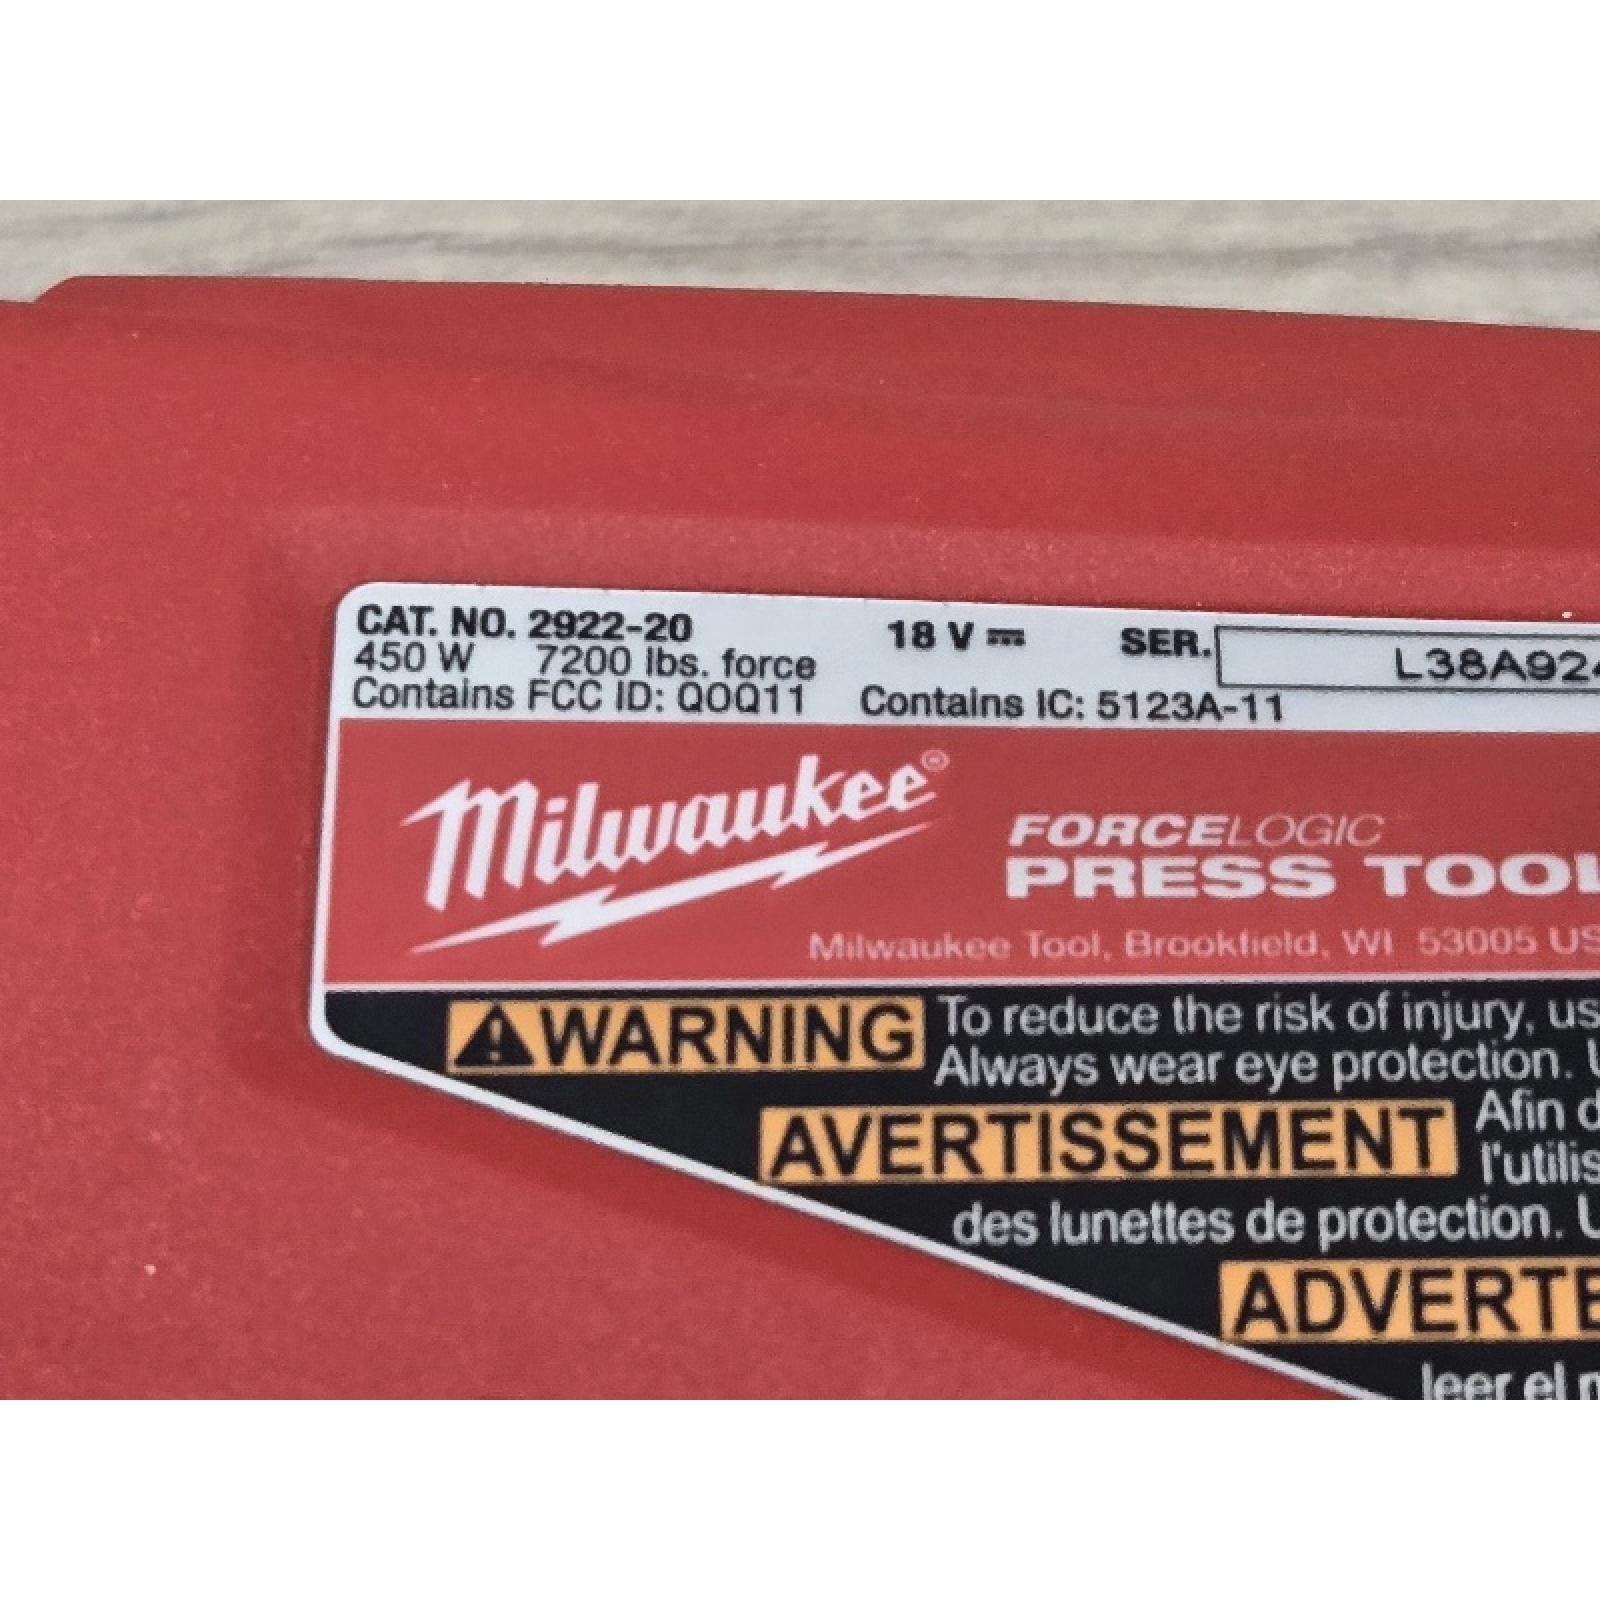 CAT. NO. 2922-20 18 V ⎓ SER. L38A924
450 W 7200 lbs. force
Contains FCC ID: QOQ11 Contains IC: 5123A-11
Milwaukee®
FORCELOGIC™
PRESS TOOL
Milwaukee Tool, Brookfield, WI 53005 US
⚠WARNING To reduce the risk of injury, us
Always wear eye protection. U
AVERTISSEMENT Afin d
l'utilis
des lunettes de protection. U
ADVERTE
leer el m